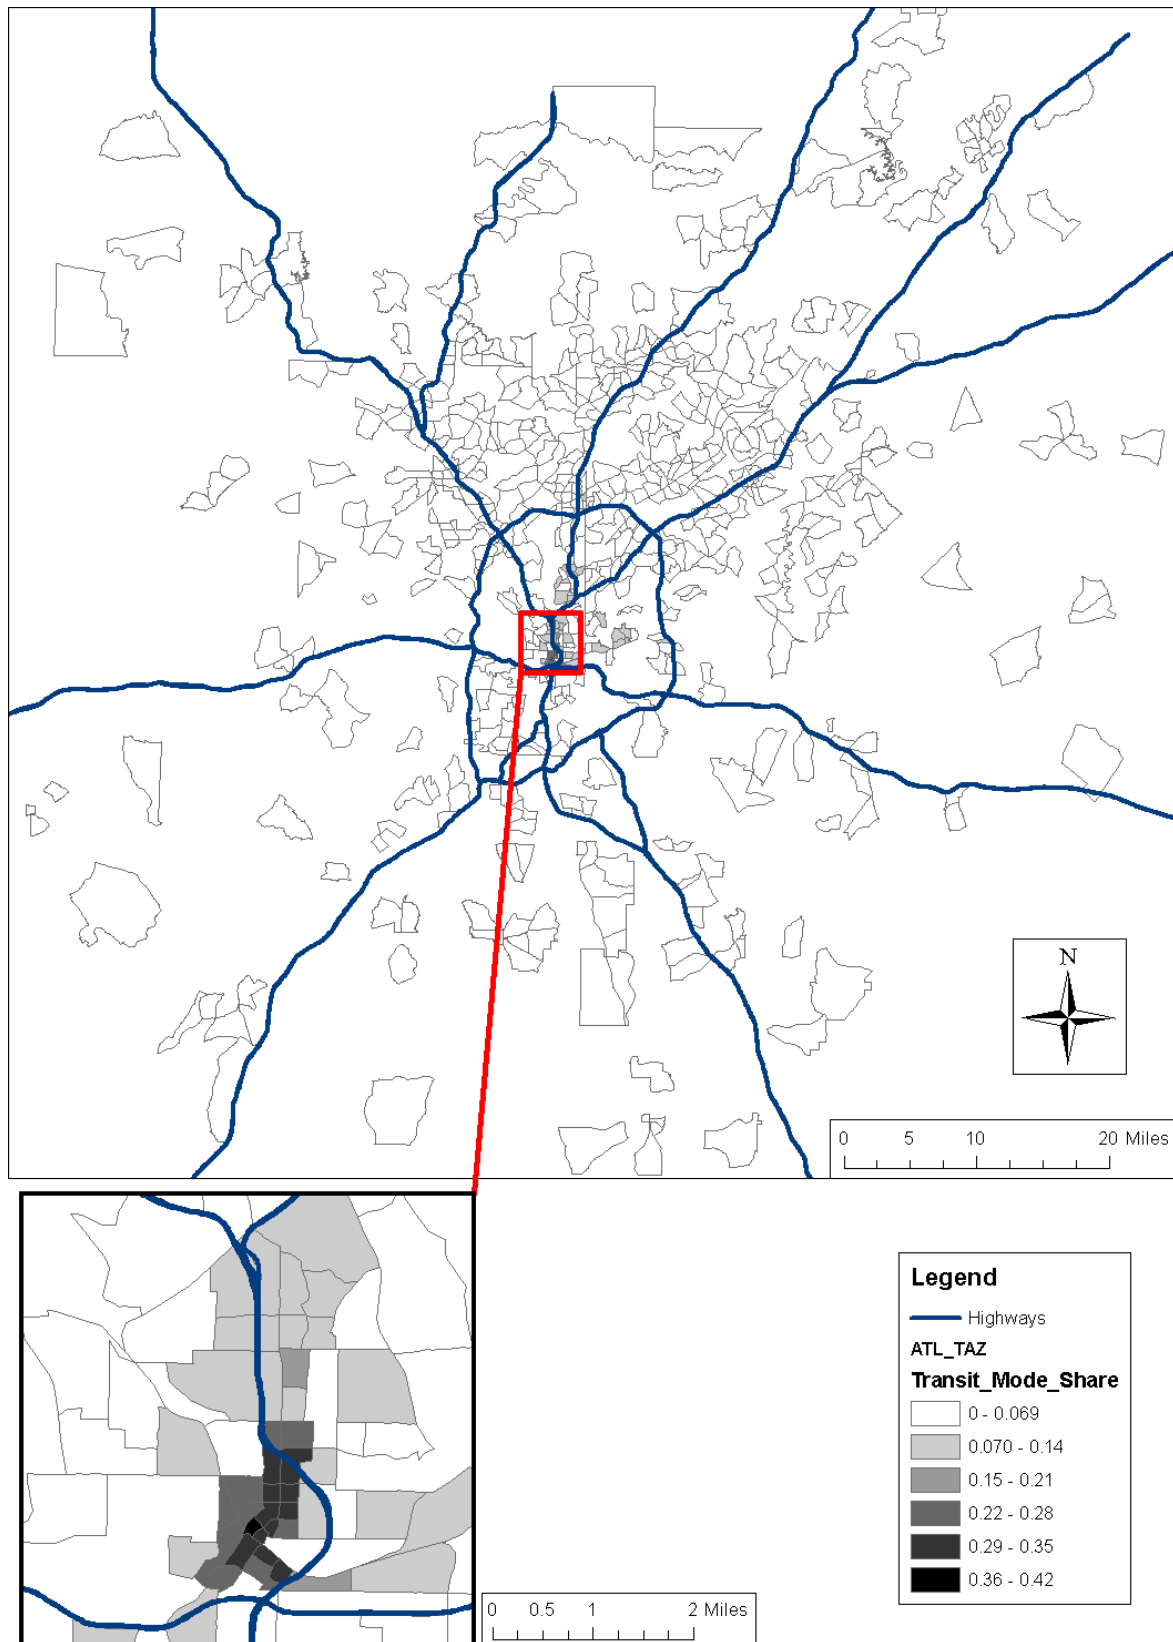 N
0 5 10 20 Miles
Legend
Highways
ATL_TAZ
Transit_Mode_Share
0 - 0.069
0.070 - 0.14
0.15 - 0.21
0.22 - 0.28
0.29 - 0.35
0.36 - 0.42
0 0.5 1 2 Miles